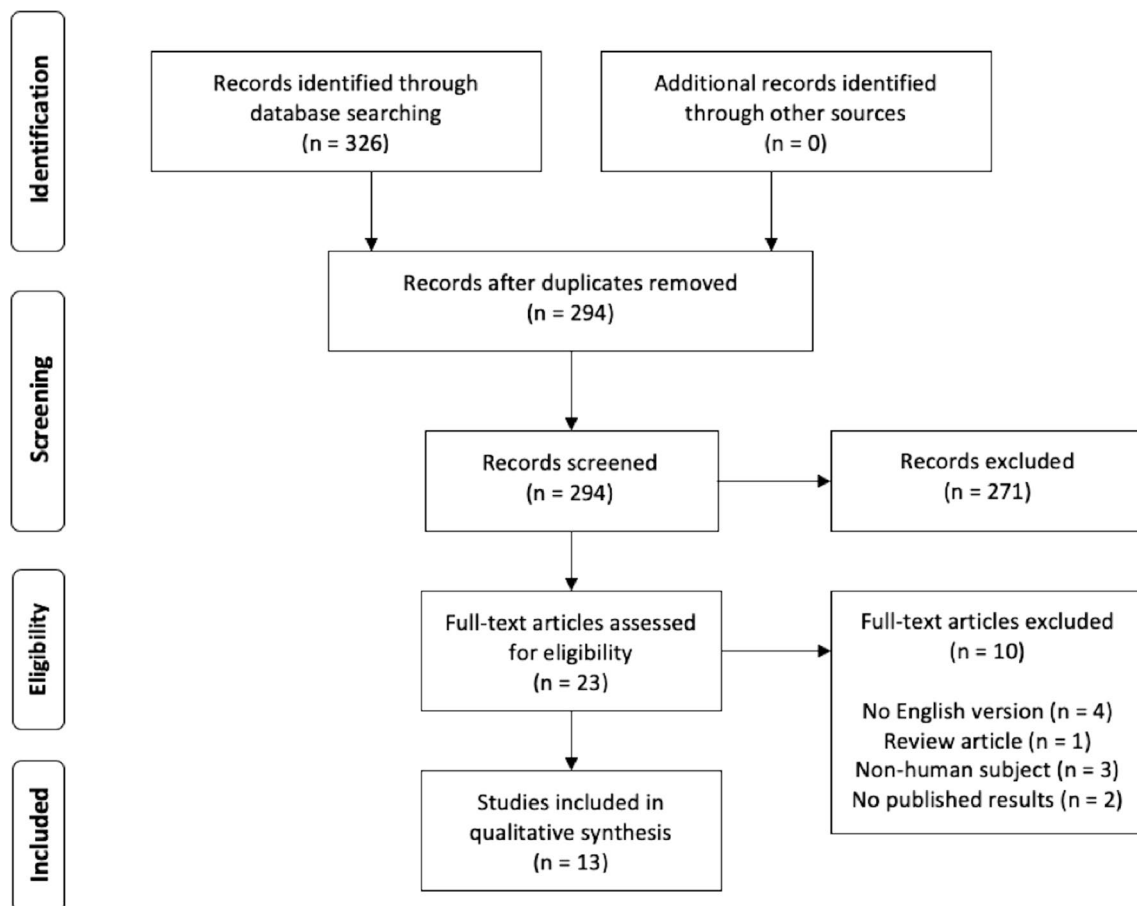 Identification
Records identified through
database searching
(n = 326)
Additional records identified
through other sources
(n = 0)
Screening
Records after duplicates removed
(n = 294)
Records screened
(n = 294)
Records excluded
(n = 271)
Eligibility
Full-text articles assessed
for eligibility
(n = 23)
Full-text articles excluded
(n = 10)
No English version (n = 4)
Review article (n = 1)
Non-human subject (n = 3)
No published results (n = 2)
Included
Studies included in
qualitative synthesis
(n = 13)